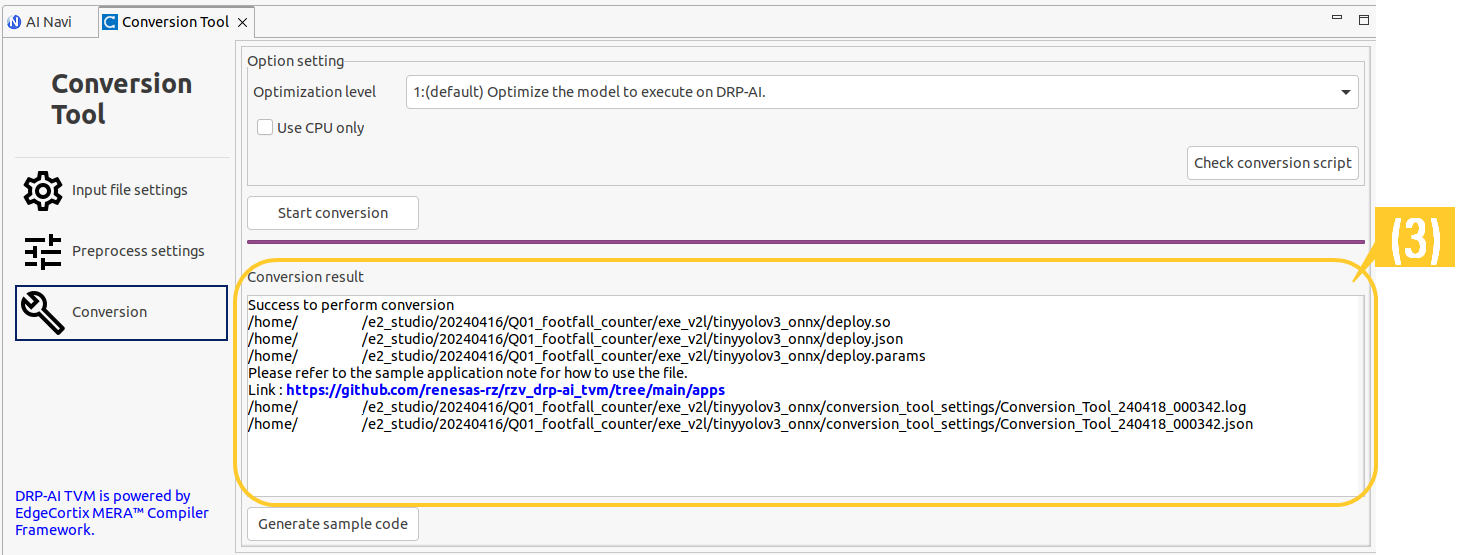 AI Navi
Conversion Tool
Conversion
Tool
Input file settings
Preprocess settings
Conversion
DRP-AI TVM is powered by
EdgeCortix MERA™ Compiler
Framework.
Option setting
Optimization level
1:(default) Optimize the model to execute on DRP-AI.
Use CPU only
Check conversion script
Start conversion
(3)
Conversion result
Success to perform conversion
/home/ /e2_studio/20240416/Q01_footfall_counter/exe_v2l/tinyyolov3_onnx/deploy.so
/home/ /e2_studio/20240416/Q01_footfall_counter/exe_v2l/tinyyolov3_onnx/deploy.json
/home/ /e2_studio/20240416/Q01_footfall_counter/exe_v2l/tinyyolov3_onnx/deploy.params
Please refer to the sample application note for how to use the file.
Link : https://github.com/renesas-rz/rzv_drp-ai_tvm/tree/main/apps
/home/ /e2_studio/20240416/Q01_footfall_counter/exe_v2l/tinyyolov3_onnx/conversion_tool_settings/Conversion_Tool_240418_000342.log
/home/ /e2_studio/20240416/Q01_footfall_counter/exe_v2l/tinyyolov3_onnx/conversion_tool_settings/Conversion_Tool_240418_000342.json
Generate sample code